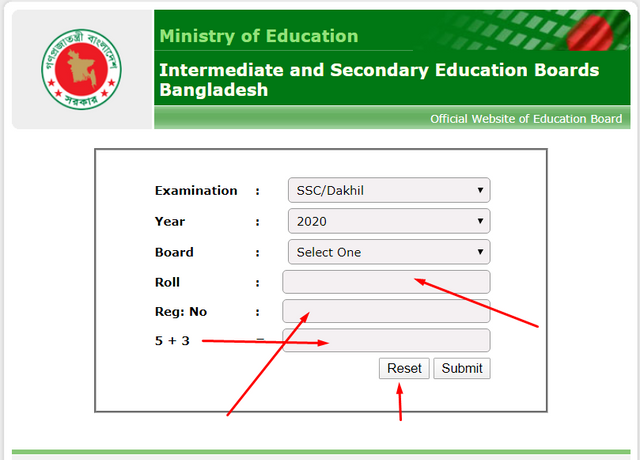 গণপ্রজাতন্ত্রী বাংলাদেশ
সরকার
Ministry of Education
Intermediate and Secondary Education Boards
Bangladesh
Official Website of Education Board
Examination : SSC/Dakhil
Year : 2020
Board : Select One
Roll :
Reg: No :
5 + 3 =
Reset Submit